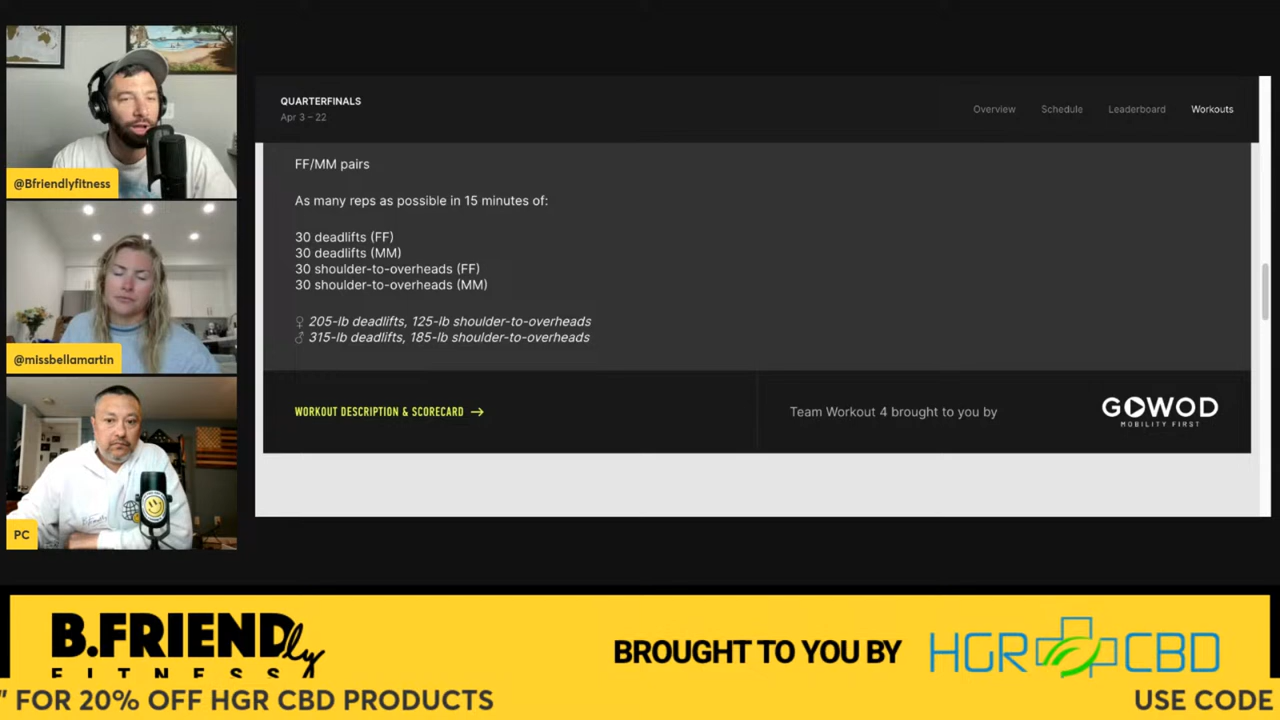 @Bfriendlyfitness
@missbellamartin
PC
QUARTERFINALS
Apr 3 – 22
Overview
Schedule
Leaderboard
Workouts
FF/MM pairs
As many reps as possible in 15 minutes of:
30 deadlifts (FF)
30 deadlifts (MM)
30 shoulder-to-overheads (FF)
30 shoulder-to-overheads (MM)
♀ 205-lb deadlifts, 125-lb shoulder-to-overheads
♂ 315-lb deadlifts, 185-lb shoulder-to-overheads
WORKOUT DESCRIPTION & SCORECARD →
Team Workout 4 brought to you by
GOWOD
MOBILITY FIRST
B.FRIENDly
FITNESS
BROUGHT TO YOU BY
HGR CBD
" FOR 20% OFF HGR CBD PRODUCTS
USE CODE